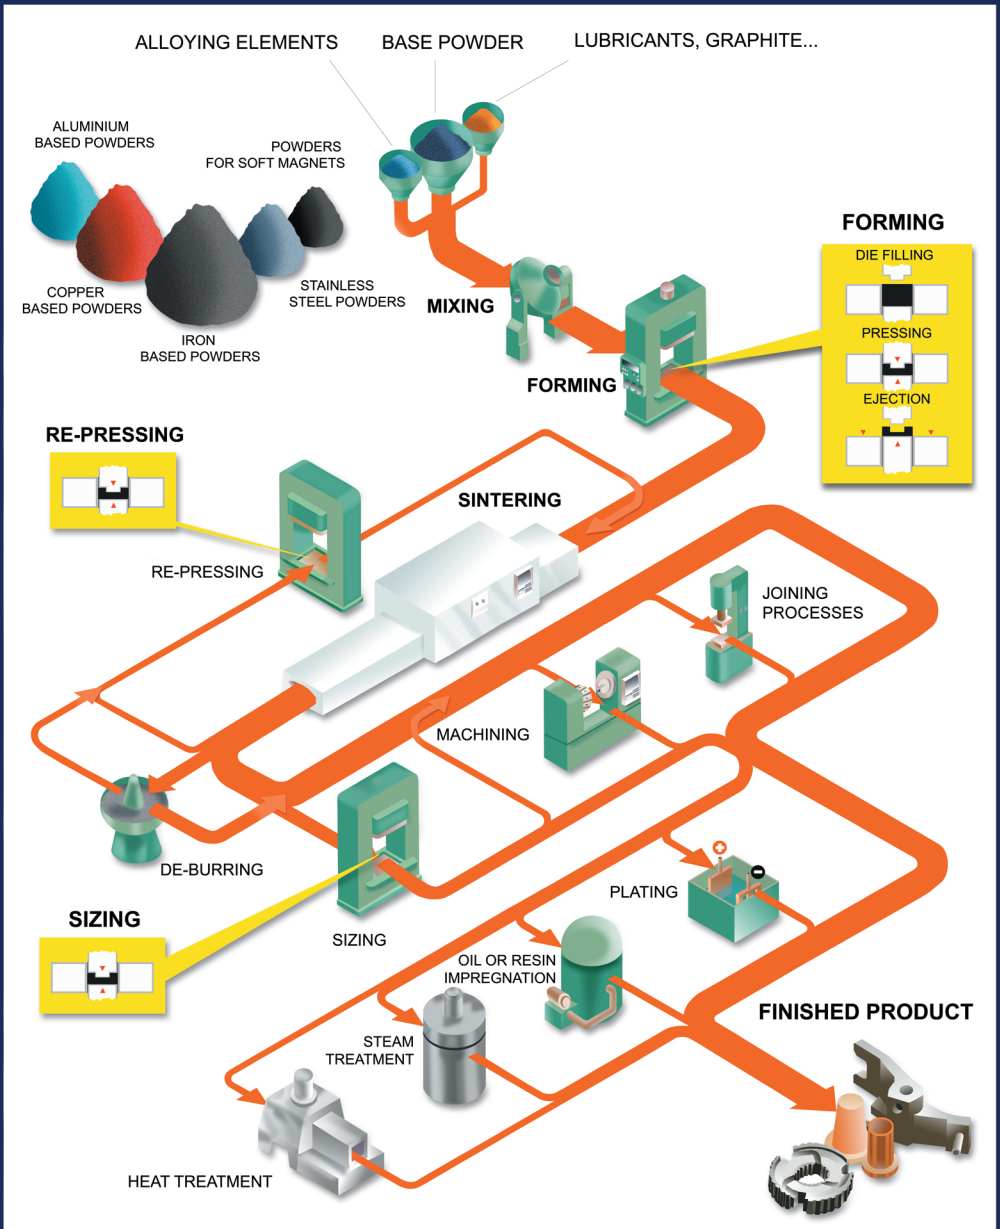 ALLOYING ELEMENTS
BASE POWDER
LUBRICANTS, GRAPHITE...
ALUMINIUM
BASED POWDERS
POWDERS
FOR SOFT MAGNETS
COPPER
BASED POWDERS
STAINLESS
STEEL POWDERS
IRON
BASED POWDERS
MIXING
FORMING
FORMING
DIE FILLING
PRESSING
EJECTION
RE-PRESSING
RE-PRESSING
SINTERING
JOINING
PROCESSES
MACHINING
DE-BURRING
SIZING
SIZING
PLATING
OIL OR RESIN
IMPREGNATION
STEAM
TREATMENT
HEAT TREATMENT
FINISHED PRODUCT